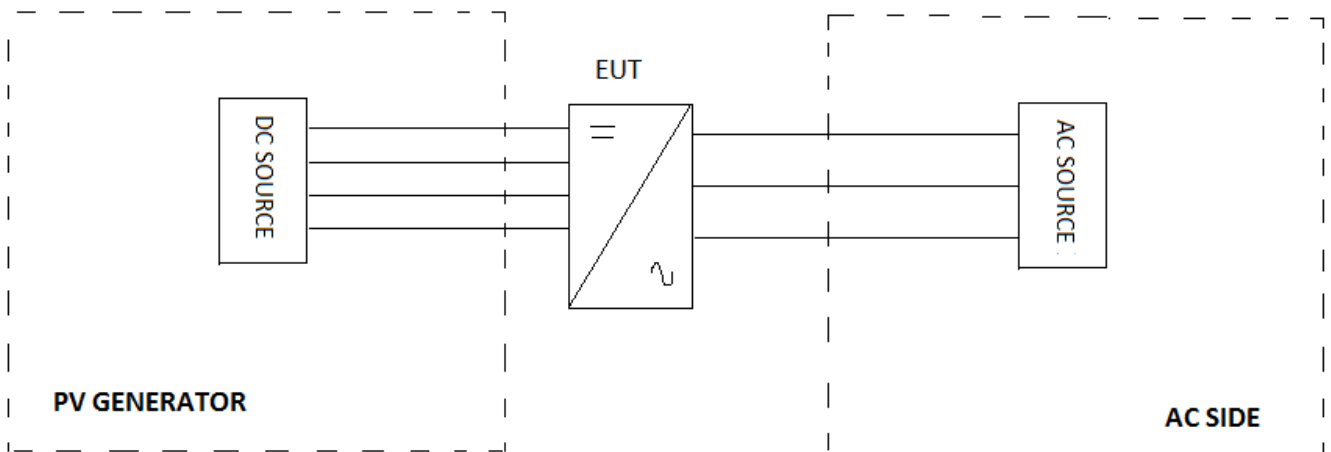 EUT
DC SOURCE
AC SOURCE
PV GENERATOR
AC SIDE